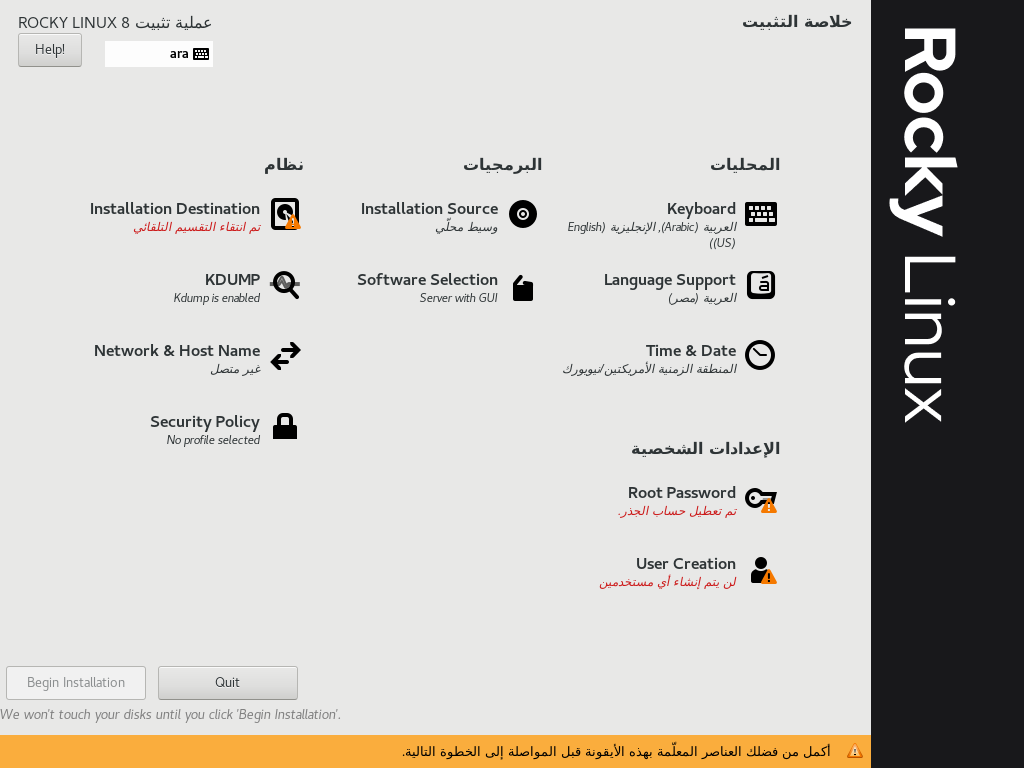 خلاصة التثبيت
عملية تثبيت ROCKY LINUX 8
ara
Help!
المحليات
Keyboard
العربية (Arabic), الإنجليزية (English
(US))
Language Support
العربية (مصر)
Time & Date
المنطقة الزمنية الأمريكتين/نيويورك
الإعدادات الشخصية
Root Password
تم تعطيل حساب الجذر.
User Creation
لن يتم إنشاء أي مستخدمين
البرمجيات
Installation Source
وسيط محلّي
Software Selection
Server with GUI
نظام
Installation Destination
تم انتقاء التقسيم التلقائي
KDUMP
Kdump is enabled
Network & Host Name
غير متصل
Security Policy
No profile selected
Begin Installation
Quit
We won't touch your disks until you click 'Begin Installation'.
أكمل من فضلك العناصر المعلّمة بهذه الأيقونة قبل المواصلة إلى الخطوة التالية.
Rocky Linux